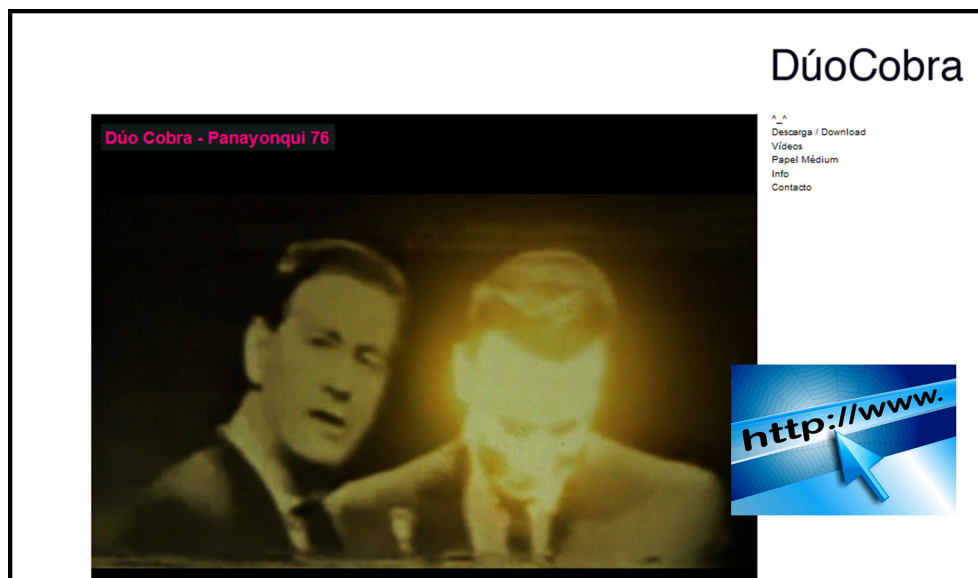 DúoCobra
Dúo Cobra - Panayonqui 76
^_^
Descarga / Download
Vídeos
Papel Médium
Info
Contacto
http://www.